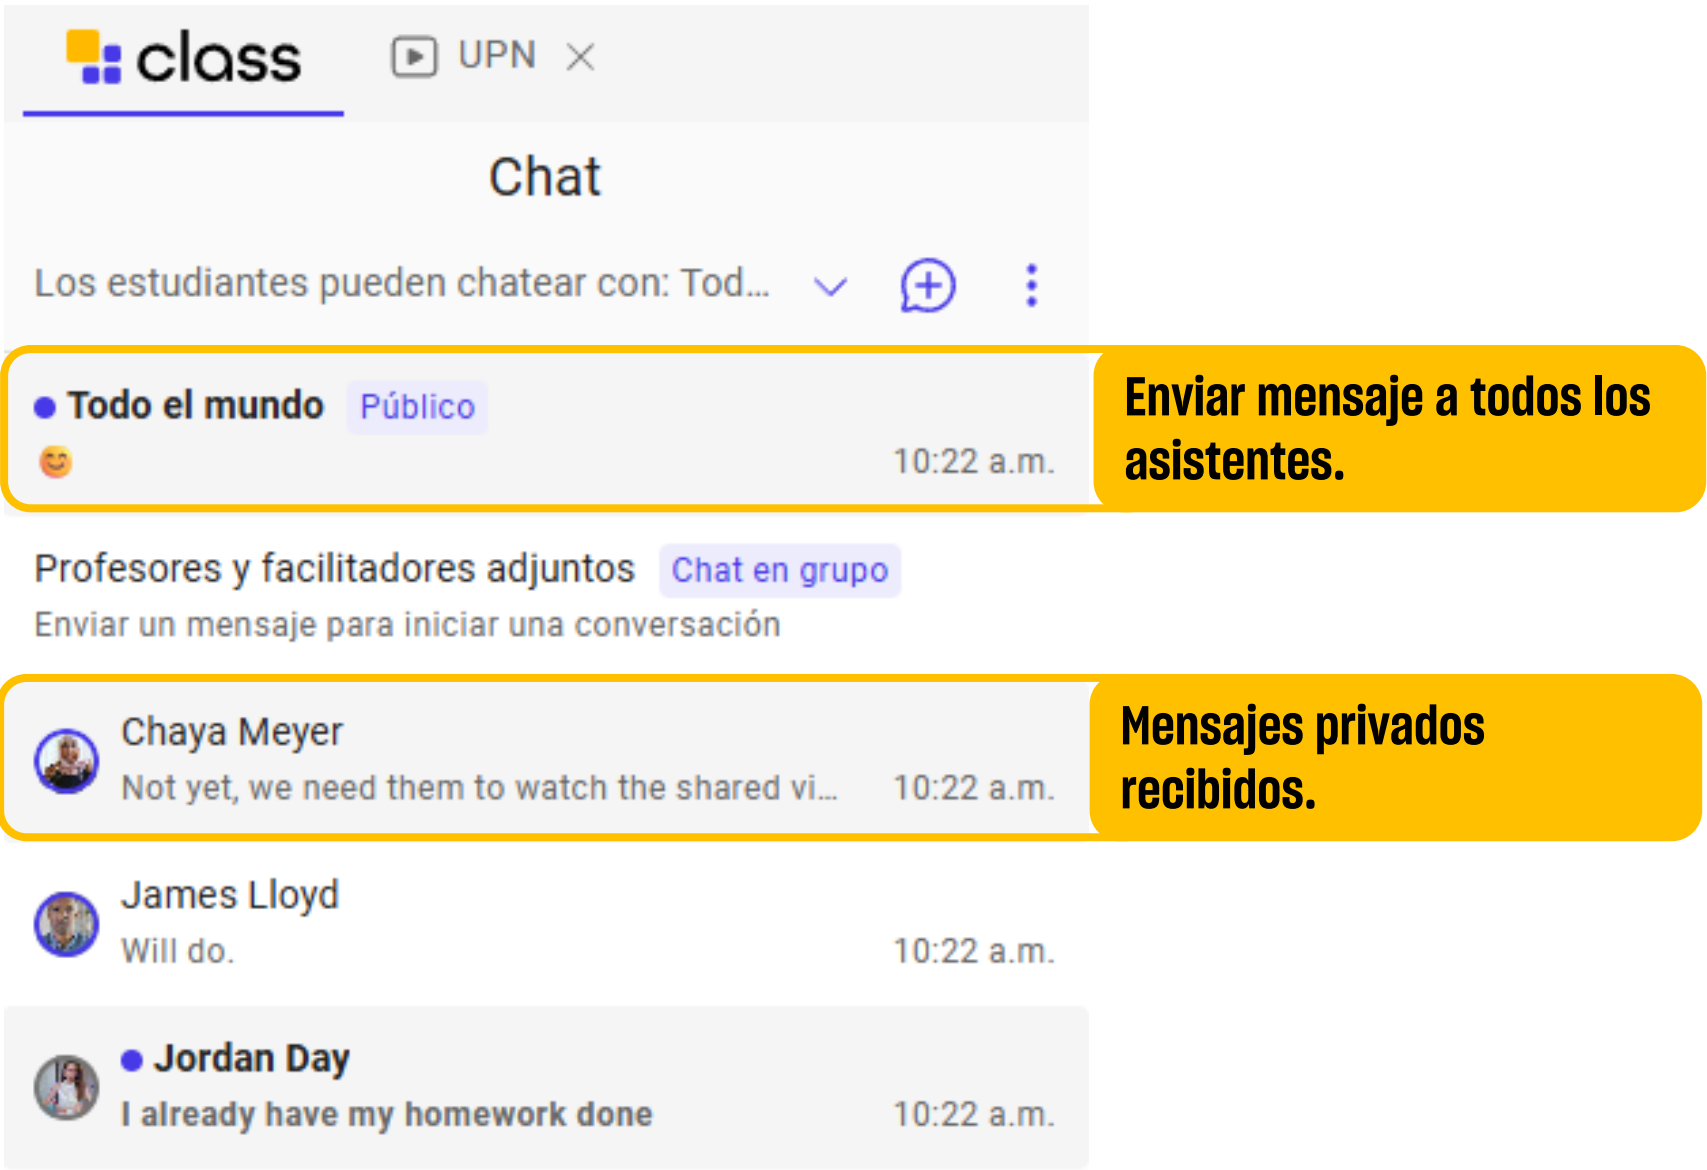 class
UPN
Chat
Los estudiantes pueden chatear con: Tod...
Todo el mundo Público
10:22 a.m.
Enviar mensaje a todos los
asistentes.
Profesores y facilitadores adjuntos Chat en grupo
Enviar un mensaje para iniciar una conversación
Chaya Meyer
Not yet, we need them to watch the shared vi... 10:22 a.m.
Mensajes privados
recibidos.
James Lloyd
Will do. 10:22 a.m.
Jordan Day
I already have my homework done 10:22 a.m.